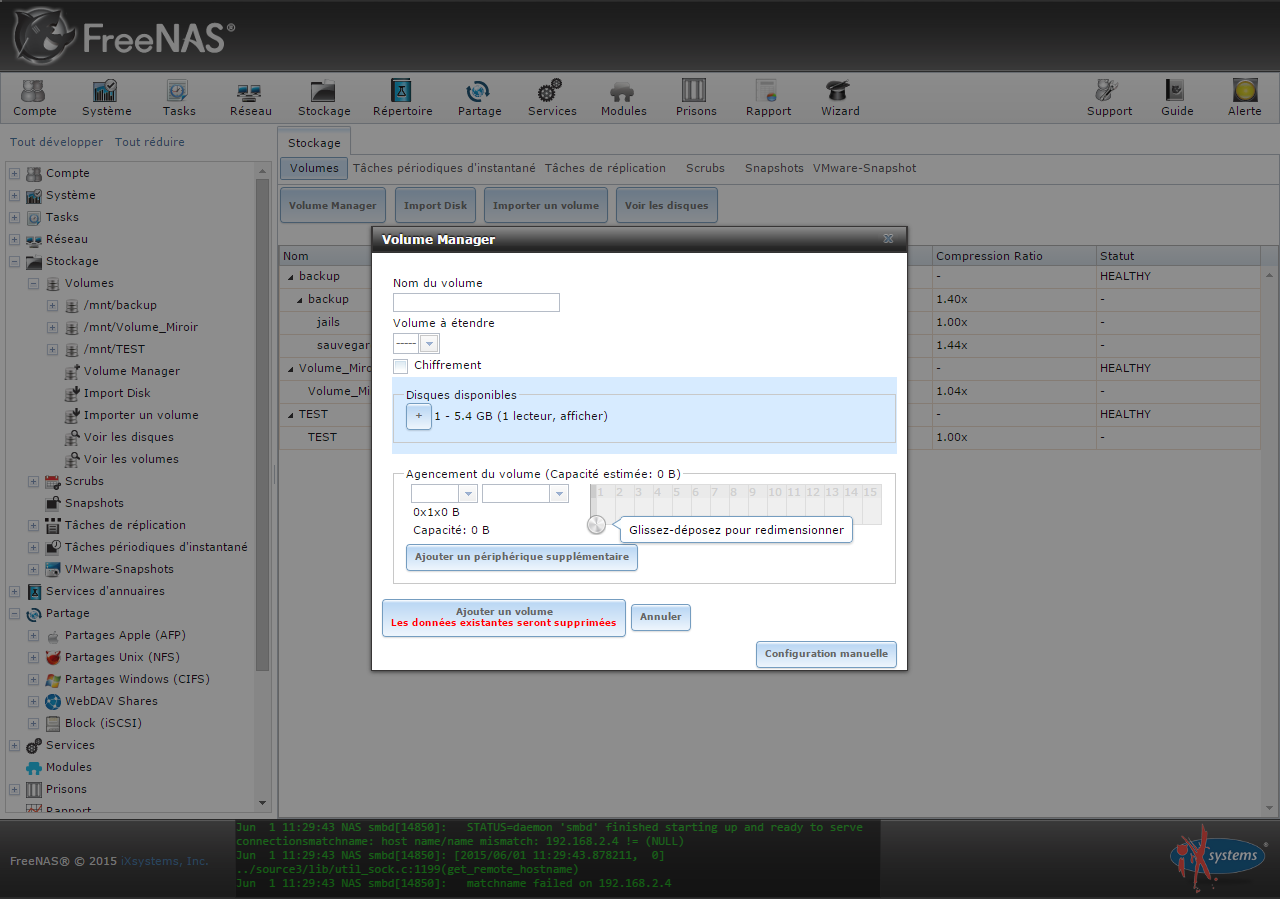 FreeNAS®
Compte
Système
Tasks
Réseau
Stockage
Répertoire
Partage
Services
Modules
Prisons
Rapport
Wizard
Support
Guide
Alerte
Tout développer Tout réduire
Compte
Système
Tasks
Réseau
Stockage
Volumes
/mnt/backup
/mnt/Volume_Miroir
/mnt/TEST
Volume Manager
Import Disk
Importer un volume
Voir les disques
Voir les volumes
Scrubs
Snapshots
Tâches de réplication
Tâches périodiques d'instantané
VMware-Snapshots
Services d'annuaires
Partage
Partages Apple (AFP)
Partages Unix (NFS)
Partages Windows (CIFS)
WebDAV Shares
Block (iSCSI)
Services
Modules
Prisons
Rapport
Stockage
Volumes Tâches périodiques d'instantané Tâches de réplication Scrubs Snapshots VMware-Snapshot
Volume Manager Import Disk Importer un volume Voir les disques
Nom Compression Ratio Statut
backup - HEALTHY
backup 1.40x -
jails 1.00x -
sauvegar 1.44x -
Volume_Miro - HEALTHY
Volume_Mi 1.04x -
TEST - HEALTHY
TEST 1.00x -
Volume Manager
Nom du volume
Volume à étendre
-----
Chiffrement
Disques disponibles
+ 1 - 5.4 GB (1 lecteur, afficher)
Agencement du volume (Capacité estimée: 0 B)
1 2 3 4 5 6 7 8 9 10 11 12 13 14 15
0x1x0 B
Capacité: 0 B
Glissez-déposez pour redimensionner
Ajouter un périphérique supplémentaire
Ajouter un volume
Les données existantes seront supprimées
Annuler
Configuration manuelle
FreeNAS® © 2015 iXsystems, Inc.
Jun 1 11:29:43 NAS smbd[14850]: STATUS=daemon 'smbd' finished starting up and ready to serve
connectionsmatchname: host name/name mismatch: 192.168.2.4 != (NULL)
Jun 1 11:29:43 NAS smbd[14850]: [2015/06/01 11:29:43.878211, 0]
../source3/lib/util_sock.c:1199(get_remote_hostname)
Jun 1 11:29:43 NAS smbd[14850]: matchname failed on 192.168.2.4
iXsystems®